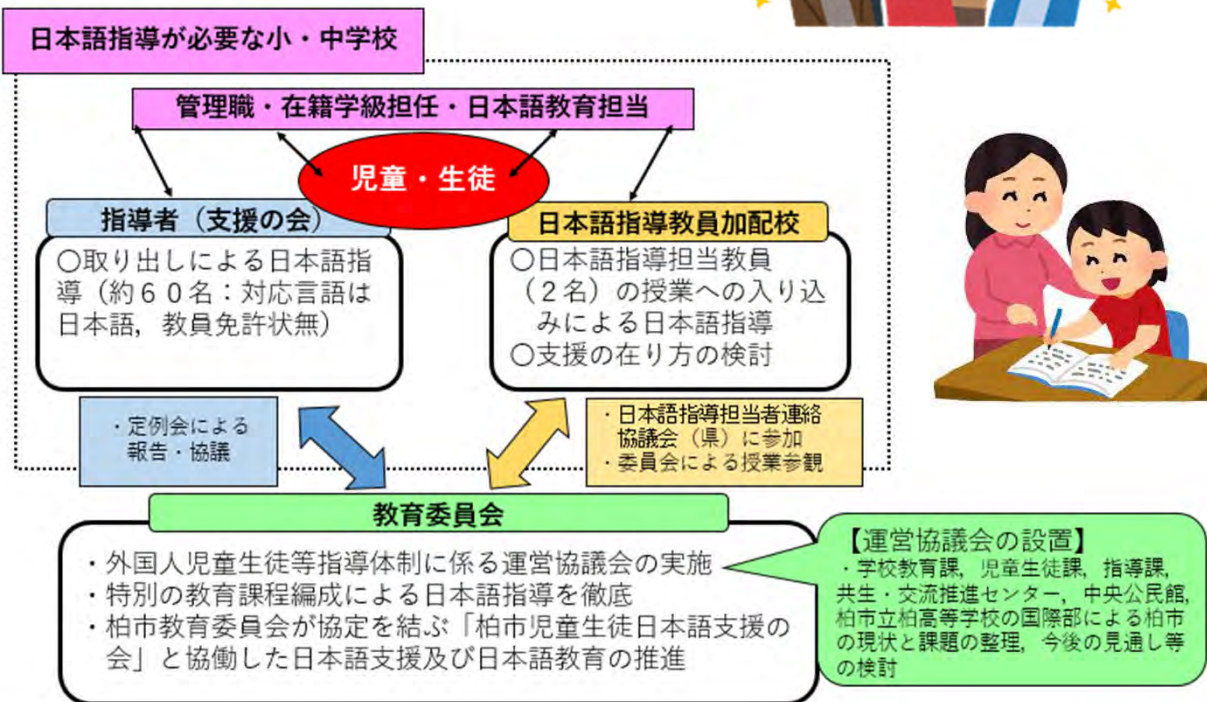 日本語指導が必要な小・中学校
管理職・在籍学級担任・日本語教育担当
児童・生徒
指導者（支援の会）
〇取り出しによる日本語指
導（約６０名：対応言語は
日本語，教員免許状無）
日本語指導教員加配校
〇日本語指導担当教員
（２名）の授業への入り込
みによる日本語指導
〇支援の在り方の検討
・定例会による
報告・協議
・日本語指導担当者連絡
協議会（県）に参加
・委員会による授業参観
教育委員会
・外国人児童生徒等指導体制に係る運営協議会の実施
・特別の教育課程編成による日本語指導を徹底
・柏市教育委員会が協定を結ぶ「柏市児童生徒日本語支援の
会」と協働した日本語支援及び日本語教育の推進
【運営協議会の設置】
・学校教育課，児童生徒課，指導課，
共生・交流推進センター，中央公民館，
柏市立柏高等学校の国際部による柏市
の現状と課題の整理，今後の見通し等
の検討